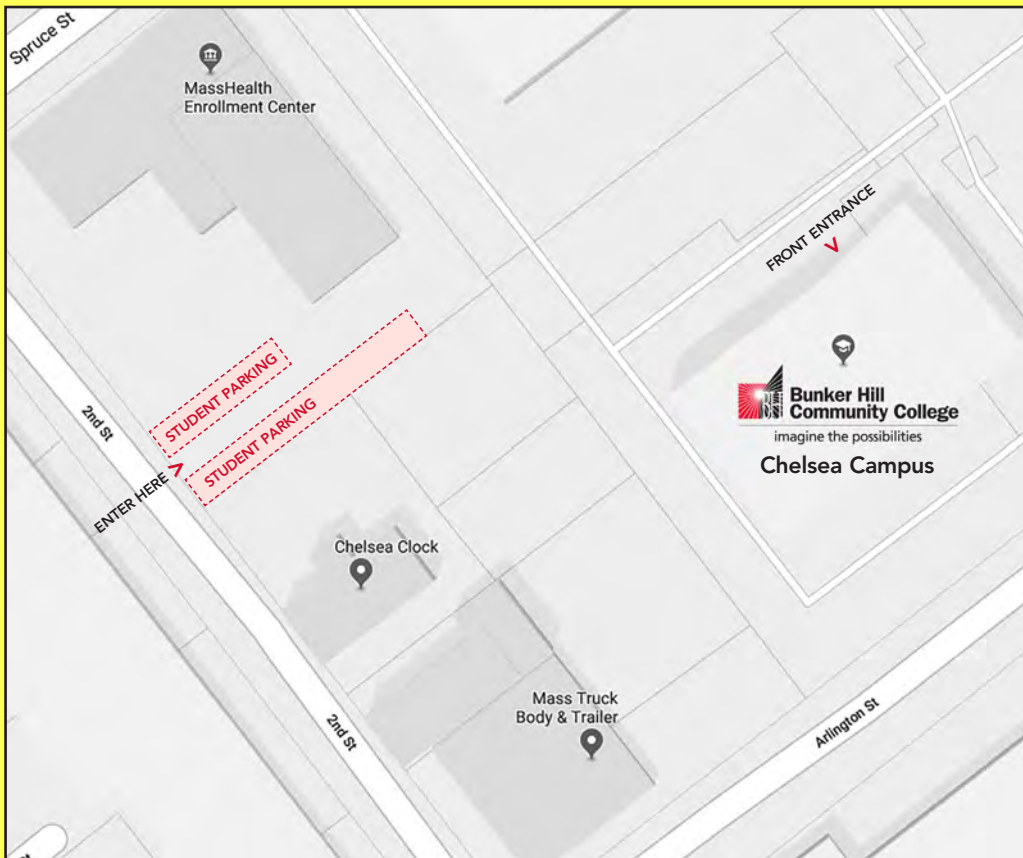 Spruce St
MassHealth
Enrollment Center
FRONT ENTRANCE
STUDENT PARKING
STUDENT PARKING
2nd St
ENTER HERE
Bunker Hill
Community College
imagine the possibilities
Chelsea Campus
Chelsea Clock
Mass Truck
Body & Trailer
2nd St
Arlington St
St